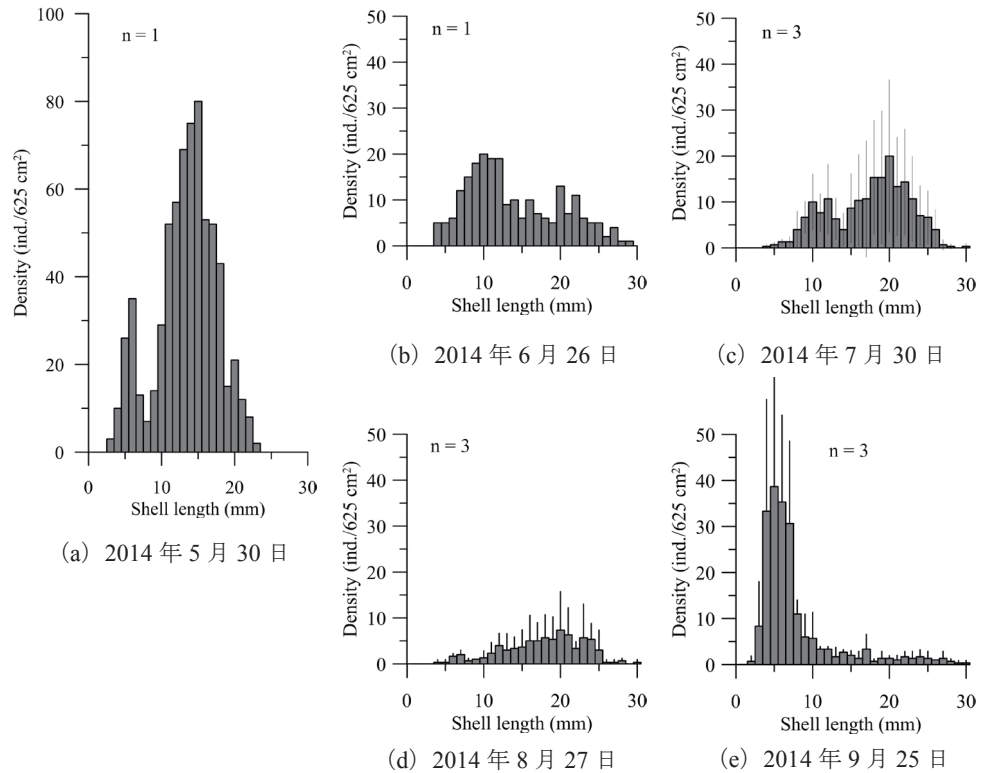 n = 1
100
80
60
40
20
0
Density (ind./625 cm²)
0 10 20 30
Shell length (mm)
(a) 2014 年 5 月 30 日
n = 1
50
40
30
20
10
0
Density (ind./625 cm²)
0 10 20 30
Shell length (mm)
(b) 2014 年 6 月 26 日
n = 3
50
40
30
20
10
0
Density (ind./625 cm²)
0 10 20 30
Shell length (mm)
(c) 2014 年 7 月 30 日
n = 3
50
40
30
20
10
0
Density (ind./625 cm²)
0 10 20 30
Shell length (mm)
(d) 2014 年 8 月 27 日
n = 3
50
40
30
20
10
0
Density (ind./625 cm²)
0 10 20 30
Shell length (mm)
(e) 2014 年 9 月 25 日